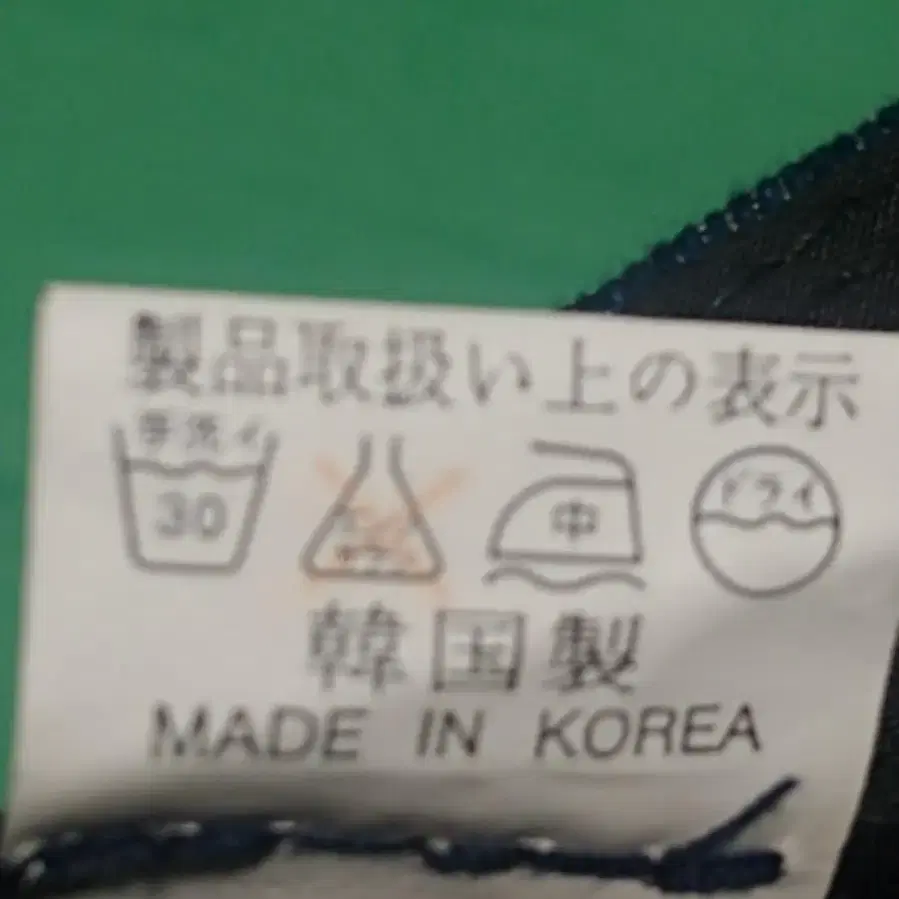 製品取扱い上の表示
手洗イ
30
中
ドライ
韓国製
MADE IN KOREA